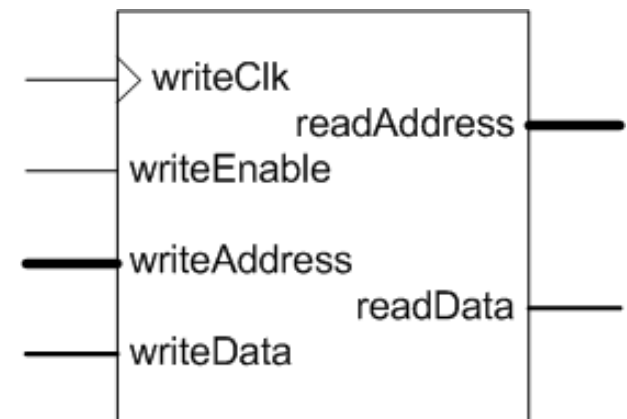 writeClk
readAddress
writeEnable
writeAddress
readData
writeData